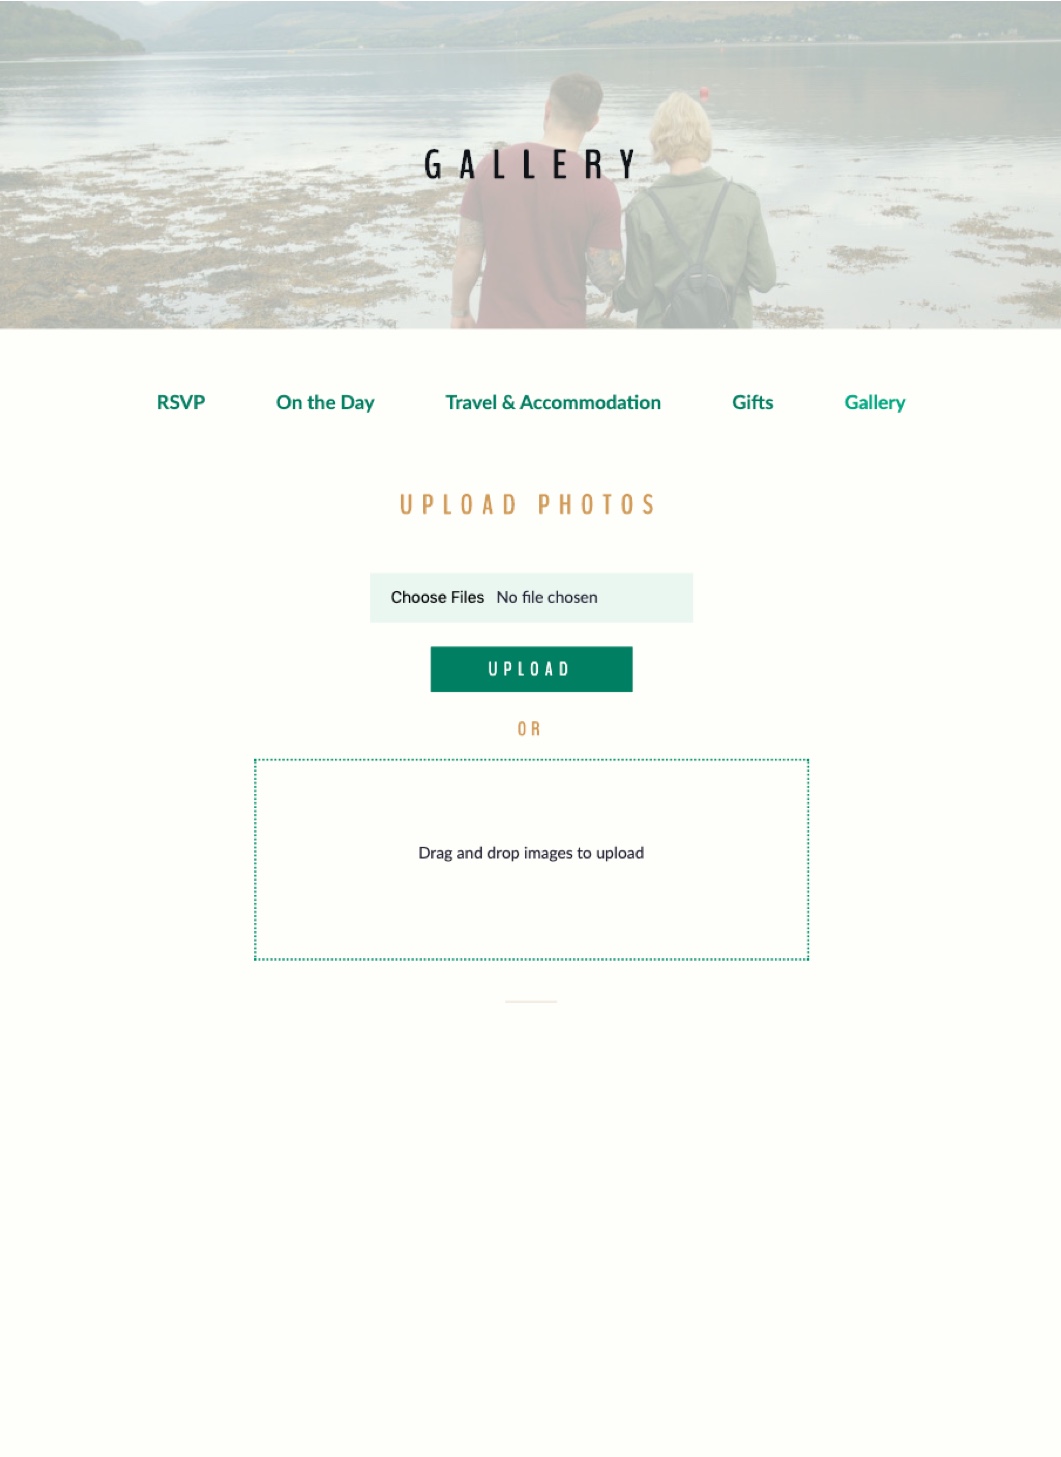 GALLERY
RSVP On the Day Travel & Accommodation Gifts Gallery
UPLOAD PHOTOS
Choose Files No file chosen
UPLOAD
OR
Drag and drop images to upload